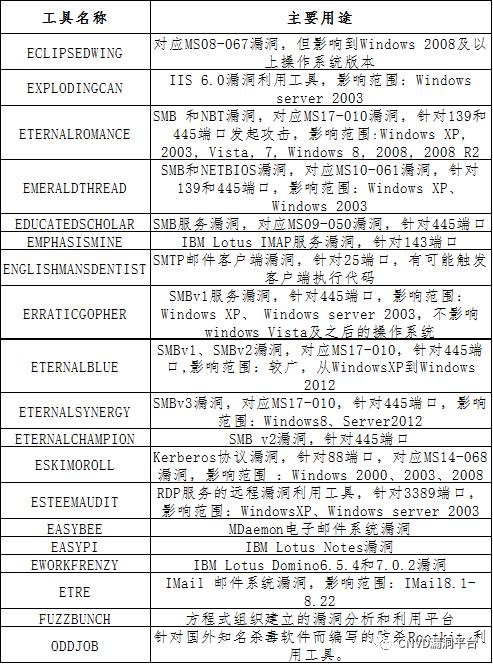 工具名称 主要用途
ECLIPSEDWING 对应MS08-067漏洞，但影响到Windows 2008及以
上操作系统版本
EXPLODINGCAN IIS 6.0漏洞利用工具，影响范围：Windows
server 2003
ETERNALROMANCE SMB 和NBT漏洞，对应MS17-010漏洞，针对139和
445端口发起攻击，影响范围:Windows XP,
2003, Vista, 7, Windows 8, 2008, 2008 R2
EMERALDTHREAD SMB和NETBIOS漏洞，对应MS10-061漏洞，针对
139和445端口，影响范围：Windows XP、
Windows 2003
EDUCATEDSCHOLAR SMB服务漏洞，对应MS09-050漏洞，针对445端口
EMPHASISMINE IBM Lotus IMAP服务漏洞，针对143端口
ENGLISHMANSDENTIST SMTP邮件客户端漏洞，针对25端口，有可能触发
客户端执行代码
ERRATICGOPHER SMBv1服务漏洞，针对445端口，影响范围：
Windows XP、 Windows server 2003，不影响
windows Vista及之后的操作系统
ETERNALBLUE SMBv1、SMBv2漏洞，对应MS17-010，针对445端
口,影响范围：较广，从WindowsXP到Windows
2012
ETERNALSYNERGY SMBv3漏洞，对应MS17-010，针对445端口，影响
范围：Windows8、Server2012
ETERNALCHAMPION SMB v2漏洞，针对445端口
ESKIMOROLL Kerberos协议漏洞，针对88端口，对应MS14-068
漏洞，影响范围 ：Windows 2000、2003、2008
ESTEEMAUDIT RDP服务的远程漏洞利用工具，针对3389端口，
影响范围：WindowsXP、Windows server 2003
EASYBEE MDaemon电子邮件系统漏洞
EASYPI IBM Lotus Notes漏洞
EWORKFRENZY IBM Lotus Domino6.5.4和7.0.2漏洞
ETRE IMail 邮件系统漏洞，影响范围：IMail8.1-
8.22
FUZZBUNCH 方程式组织建立的漏洞分析和利用平台
ODDJOB 针对国外知名杀毒软件而编写的防杀Rootkit 利
用工具。
CNVD漏洞平台